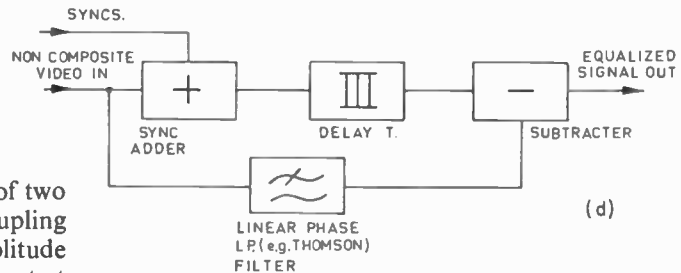 SYNCS.
NON COMPOSITE
VIDEO IN
+
SYNC
ADDER
DELAY T.
−
SUBTRACTER
EQUALIZED
SIGNAL OUT
LINEAR PHASE
L.P. (e.g. THOMSON)
FILTER
(d)
of two
upling
plitude